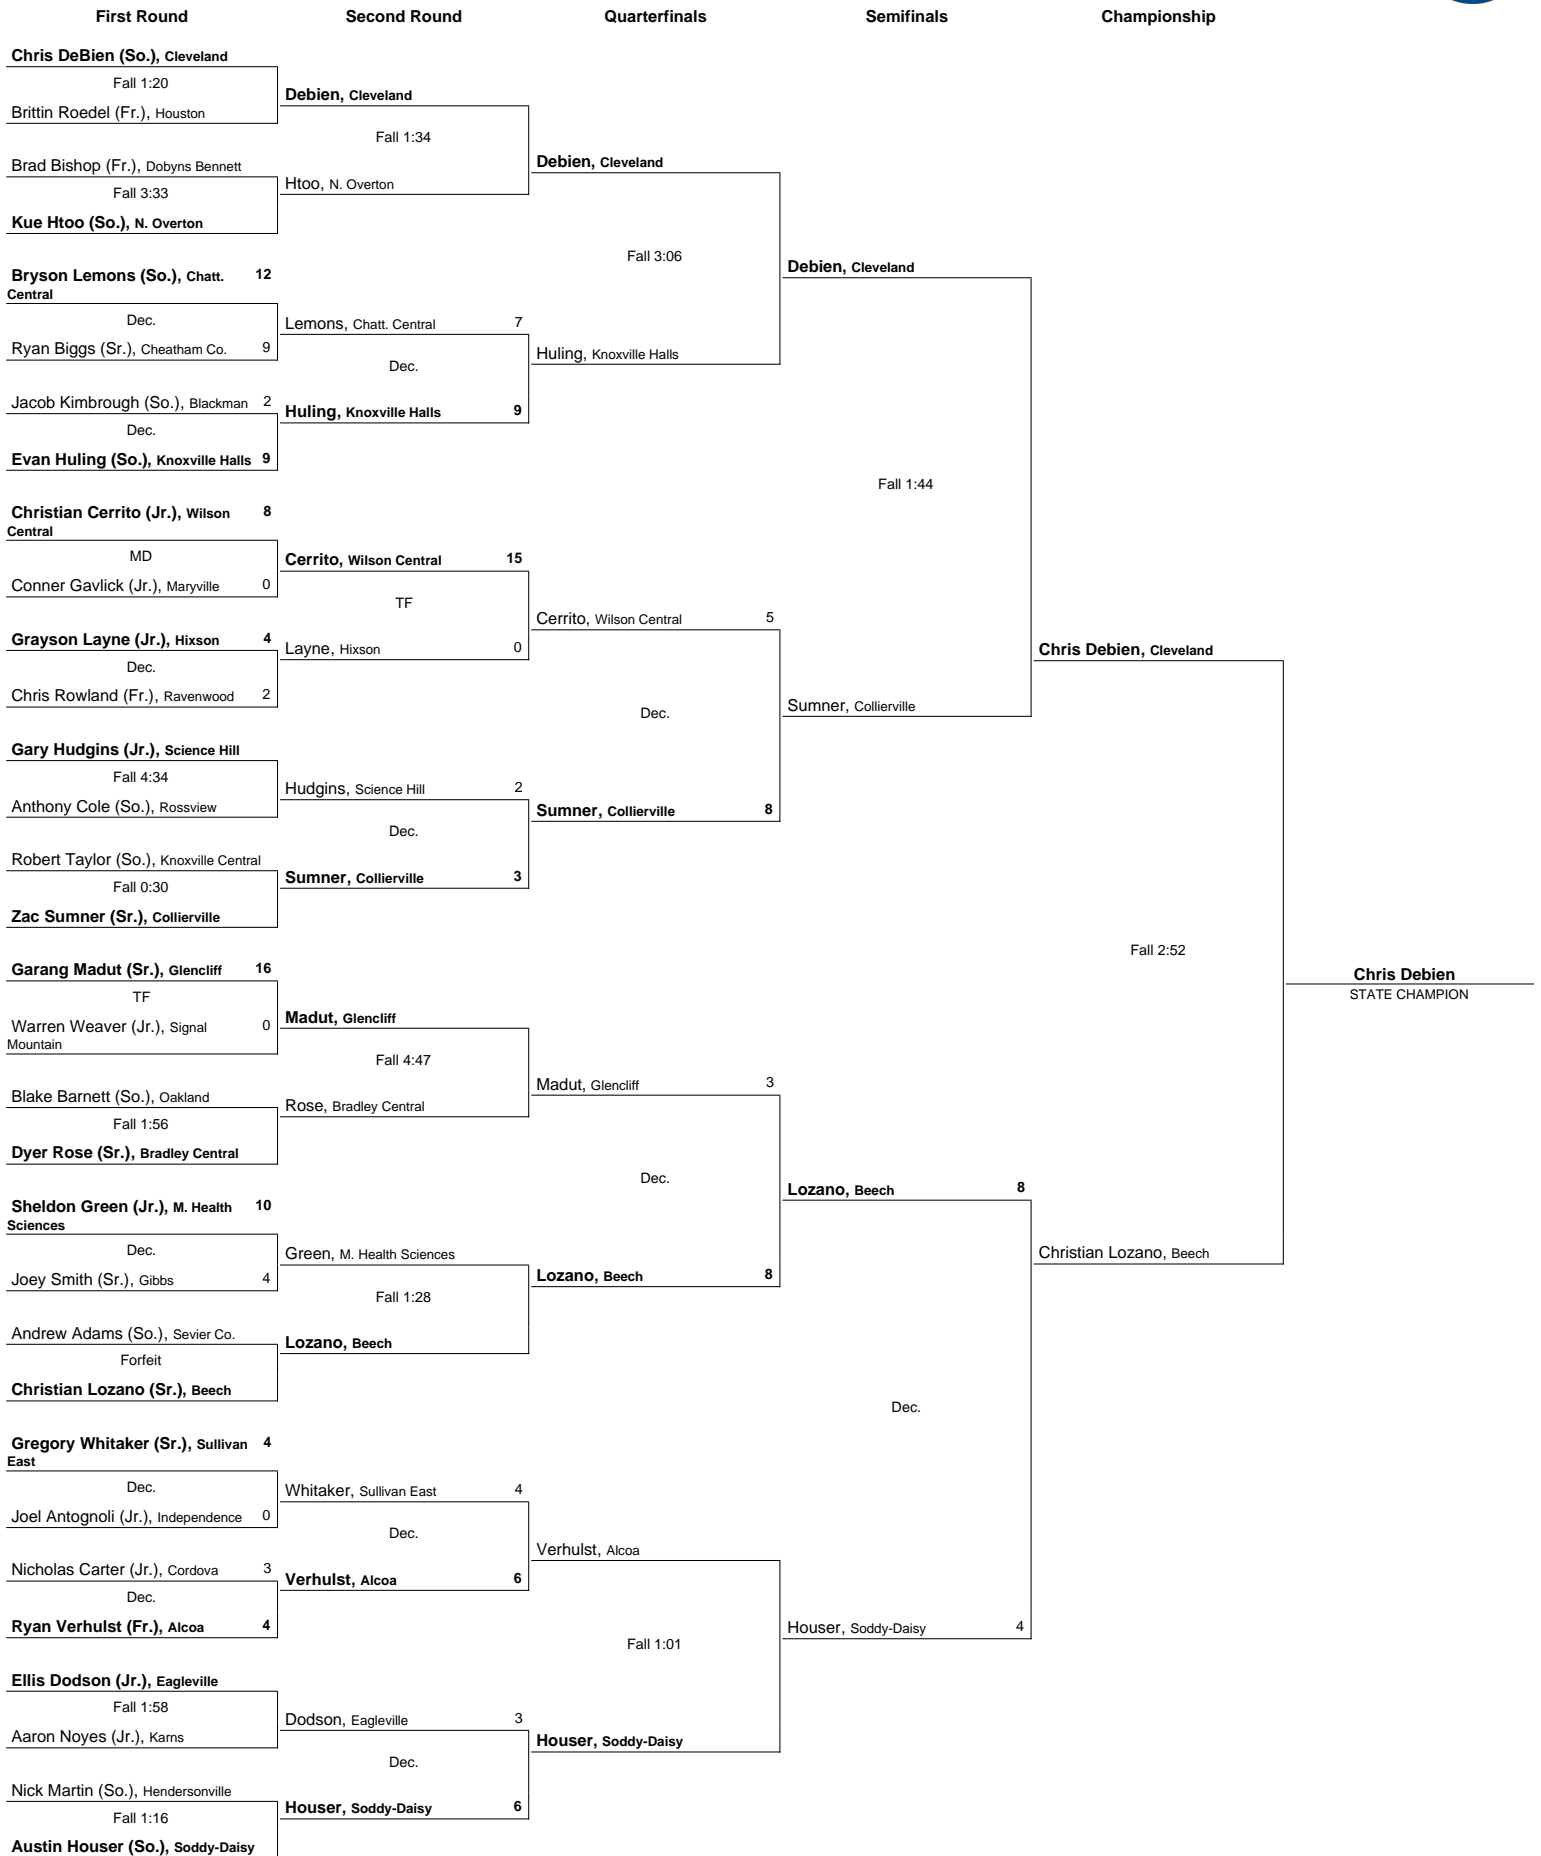 First Round
Second Round
Quarterfinals
Semifinals
Championship
Chris DeBien (So.), Cleveland
Fall 1:20
Brittin Roedel (Fr.), Houston
Brad Bishop (Fr.), Dobyns Bennett
Fall 3:33
Kue Htoo (So.), N. Overton
Bryson Lemons (So.), Chatt. 12
Central
Dec.
Ryan Biggs (Sr.), Cheatham Co. 9
Jacob Kimbrough (So.), Blackman 2
Dec.
Evan Huling (So.), Knoxville Halls 9
Christian Cerrito (Jr.), Wilson 8
Central
MD
Conner Gavlick (Jr.), Maryville 0
Grayson Layne (Jr.), Hixson 4
Dec.
Chris Rowland (Fr.), Ravenwood 2
Gary Hudgins (Jr.), Science Hill
Fall 4:34
Anthony Cole (So.), Rossview
Robert Taylor (So.), Knoxville Central
Fall 0:30
Zac Sumner (Sr.), Collierville
Garang Madut (Sr.), Glencliff 16
TF
Warren Weaver (Jr.), Signal 0
Mountain
Blake Barnett (So.), Oakland
Fall 1:56
Dyer Rose (Sr.), Bradley Central
Sheldon Green (Jr.), M. Health 10
Sciences
Dec.
Joey Smith (Sr.), Gibbs 4
Andrew Adams (So.), Sevier Co.
Forfeit
Christian Lozano (Sr.), Beech
Gregory Whitaker (Sr.), Sullivan 4
East
Dec.
Joel Antognoli (Jr.), Independence 0
Nicholas Carter (Jr.), Cordova 3
Dec.
Ryan Verhulst (Fr.), Alcoa 4
Ellis Dodson (Jr.), Eagleville
Fall 1:58
Aaron Noyes (Jr.), Karns
Nick Martin (So.), Hendersonville
Fall 1:16
Austin Houser (So.), Soddy-Daisy
Debien, Cleveland
Fall 1:34
Htoo, N. Overton
Lemons, Chatt. Central 7
Dec.
Huling, Knoxville Halls 9
Cerrito, Wilson Central 15
TF
Layne, Hixson 0
Hudgins, Science Hill 2
Dec.
Sumner, Collierville 3
Madut, Glencliff
Fall 4:47
Rose, Bradley Central
Green, M. Health Sciences
Fall 1:28
Lozano, Beech
Whitaker, Sullivan East 4
Dec.
Verhulst, Alcoa 6
Dodson, Eagleville 3
Dec.
Houser, Soddy-Daisy 6
Debien, Cleveland
Fall 3:06
Huling, Knoxville Halls
Cerrito, Wilson Central 5
Dec.
Sumner, Collierville 8
Madut, Glencliff 3
Dec.
Lozano, Beech 8
Verhulst, Alcoa
Fall 1:01
Houser, Soddy-Daisy
Debien, Cleveland
Fall 1:44
Sumner, Collierville
Lozano, Beech 8
Dec.
Houser, Soddy-Daisy 4
Chris Debien, Cleveland
Fall 2:52
Christian Lozano, Beech
Chris Debien
STATE CHAMPION